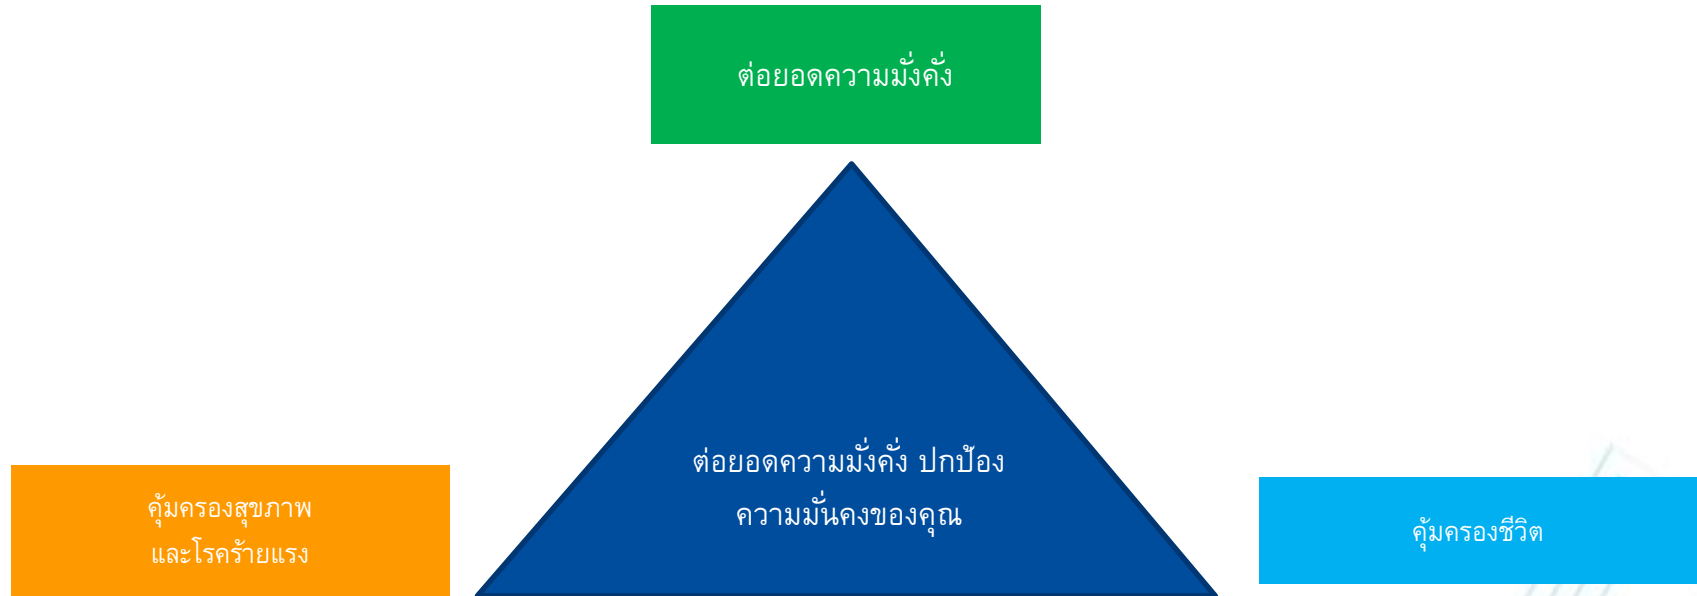 ต่อยอดความมั่งคั่ง
ต่อยอดความมั่งคั่ง ปกป้อง
ความมั่นคงของคุณ
คุ้มครองสุขภาพ
และโรคร้ายแรง
คุ้มครองชีวิต